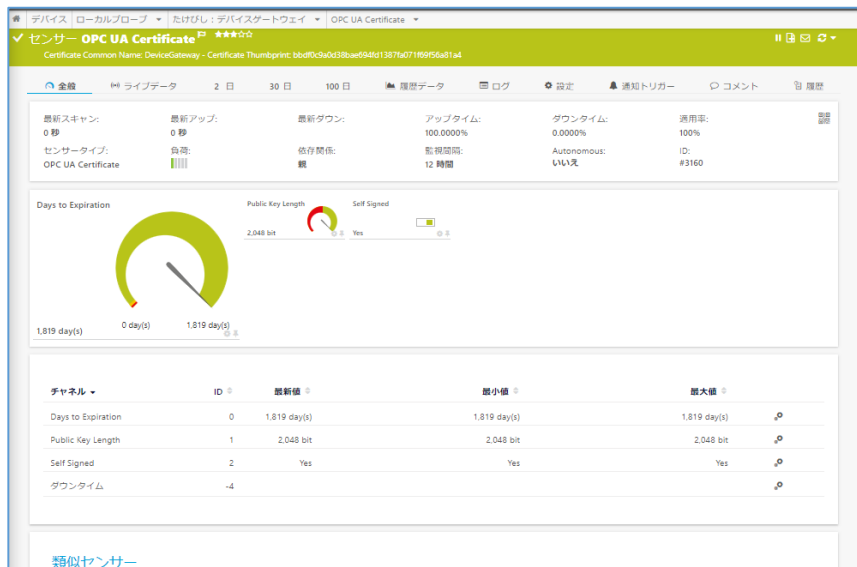 デバイス ローカルプローブ たけびし:デバイスゲートウェイ OPC UA Certificate
センサー OPC UA Certificate
Certificate Common Name: DeviceGateway - Certificate Thumbprint: bbdf0c9a0d38bae694fd1387fa071f69f56a81a4
全般 ライブデータ 2 日 30 日 100 日 履歴データ ログ 設定 通知トリガー コメント 履歴
最新スキャン: 最新アップ: 最新ダウン: アップタイム: ダウンタイム: 適用率:
0 秒 0 秒 100.0000% 0.0000% 100%
センサータイプ: 負荷: 依存関係: 監視間隔: Autonomous: ID:
OPC UA Certificate 親 12 時間 いいえ #3160
Days to Expiration Public Key Length Self Signed
2,048 bit Yes
0 day(s) 1,819 day(s)
1,819 day(s)
チャネル ID 最新値 最小値 最大値
Days to Expiration 0 1,819 day(s) 1,819 day(s) 1,819 day(s)
Public Key Length 1 2,048 bit 2,048 bit 2,048 bit
Self Signed 2 Yes Yes Yes
ダウンタイム -4
類似センサー